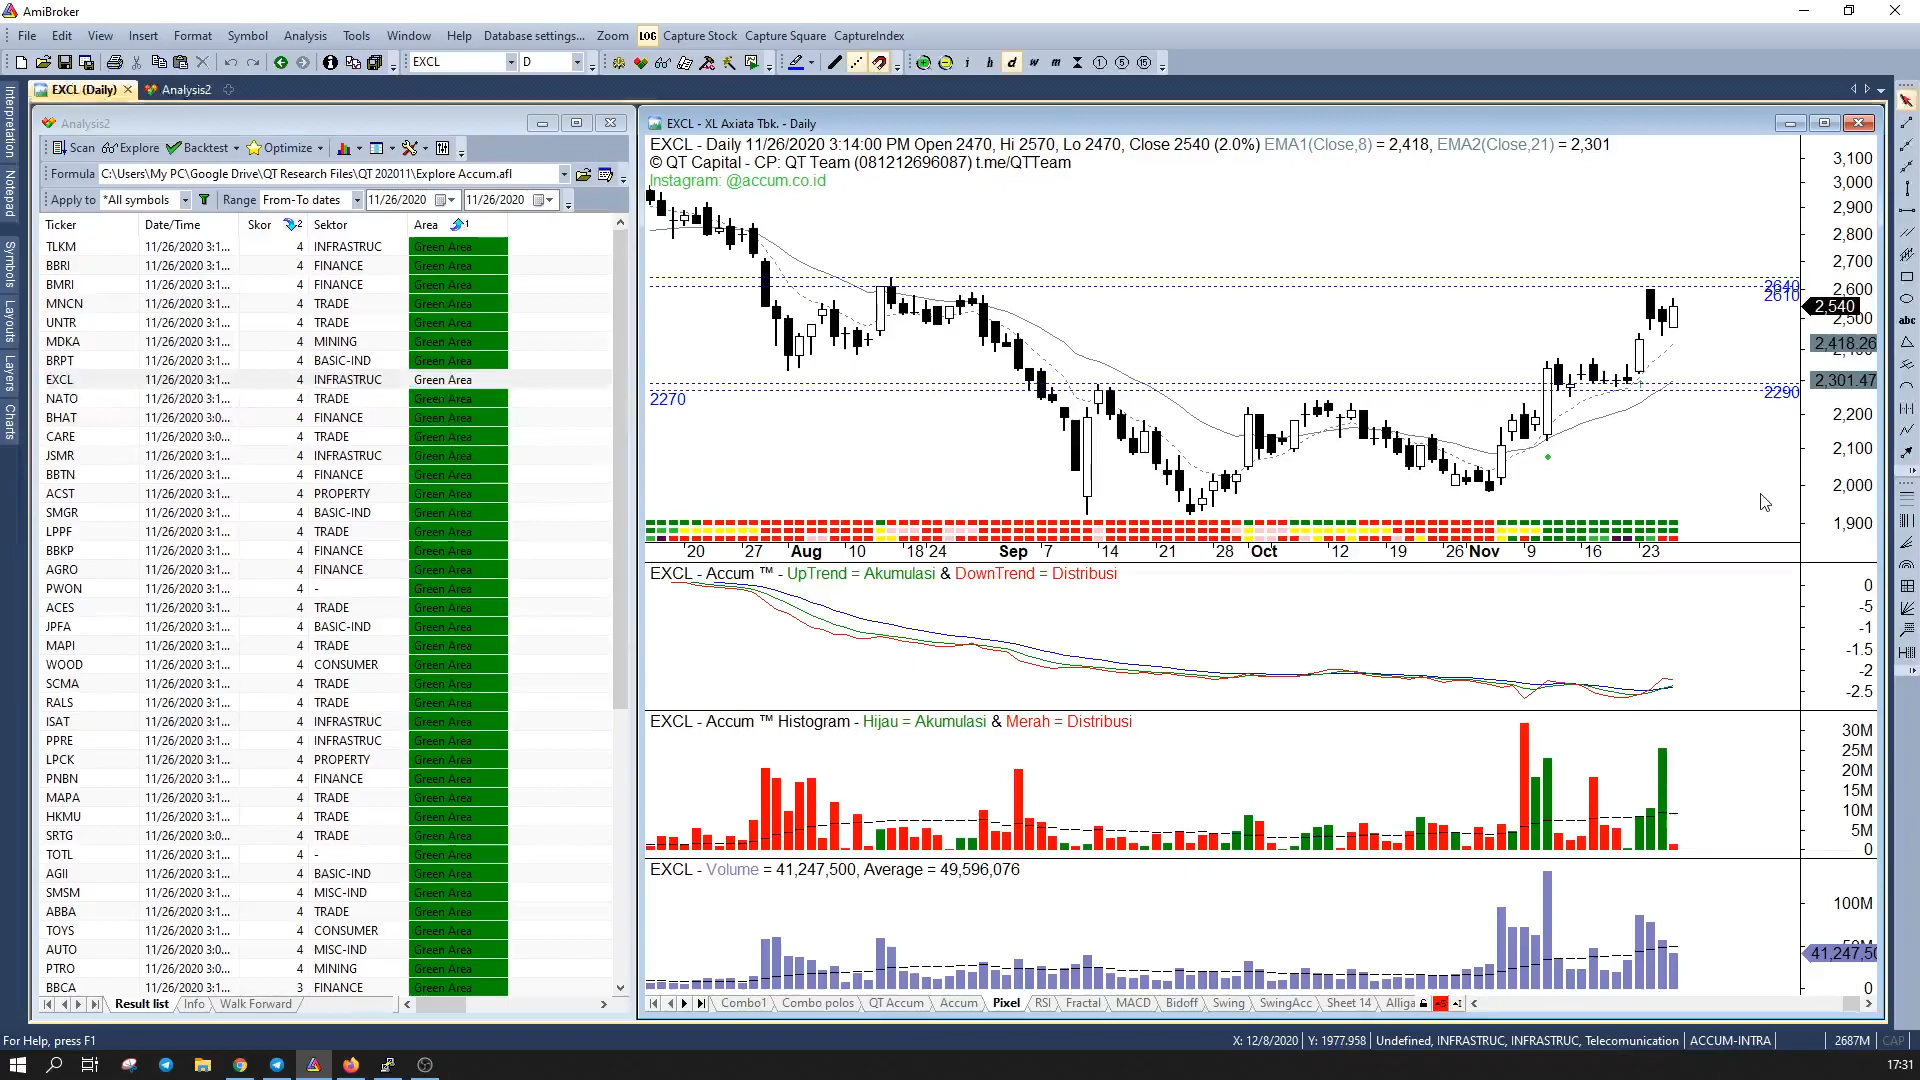 AmiBroker
File Edit View Insert Format Symbol Analysis Tools Window Help Database settings... Zoom LOG Capture Stock Capture Square CaptureIndex
EXCL D
EXCL (Daily) Analysis2
Interpretation
Notepad
Symbols
Layouts
Layers
Charts
Analysis2
Scan Explore Backtest Optimize
Formula C:\Users\My PC\Google Drive\QT Research Files\QT 202011\Explore Accum.afl
Apply to *All symbols Range From-To dates 11/26/2020 11/26/2020
Ticker Date/Time Skor 2 Sektor Area 1
TLKM 11/26/2020 3:1... 4 INFRASTRUC Green Area
BBRI 11/26/2020 3:1... 4 FINANCE Green Area
BMRI 11/26/2020 3:1... 4 FINANCE Green Area
MNCN 11/26/2020 3:1... 4 TRADE Green Area
UNTR 11/26/2020 3:1... 4 TRADE Green Area
MDKA 11/26/2020 3:1... 4 MINING Green Area
BRPT 11/26/2020 3:1... 4 BASIC-IND Green Area
EXCL 11/26/2020 3:1... 4 INFRASTRUC Green Area
NATO 11/26/2020 3:1... 4 TRADE Green Area
BHAT 11/26/2020 3:0... 4 FINANCE Green Area
CARE 11/26/2020 3:0... 4 TRADE Green Area
JSMR 11/26/2020 3:1... 4 INFRASTRUC Green Area
BBTN 11/26/2020 3:1... 4 FINANCE Green Area
ACST 11/26/2020 3:1... 4 PROPERTY Green Area
SMGR 11/26/2020 3:1... 4 BASIC-IND Green Area
LPPF 11/26/2020 3:1... 4 TRADE Green Area
BBKP 11/26/2020 3:1... 4 FINANCE Green Area
AGRO 11/26/2020 3:1... 4 FINANCE Green Area
PWON 11/26/2020 3:1... 4 - Green Area
ACES 11/26/2020 3:1... 4 TRADE Green Area
JPFA 11/26/2020 3:1... 4 BASIC-IND Green Area
MAPI 11/26/2020 3:1... 4 TRADE Green Area
WOOD 11/26/2020 3:1... 4 CONSUMER Green Area
SCMA 11/26/2020 3:1... 4 TRADE Green Area
RALS 11/26/2020 3:1... 4 TRADE Green Area
ISAT 11/26/2020 3:1... 4 INFRASTRUC Green Area
PPRE 11/26/2020 3:1... 4 INFRASTRUC Green Area
LPCK 11/26/2020 3:1... 4 PROPERTY Green Area
PNBN 11/26/2020 3:1... 4 FINANCE Green Area
MAPA 11/26/2020 3:1... 4 TRADE Green Area
HKMU 11/26/2020 3:1... 4 TRADE Green Area
SRTG 11/26/2020 3:0... 4 TRADE Green Area
TOTL 11/26/2020 3:1... 4 - Green Area
AGII 11/26/2020 3:1... 4 BASIC-IND Green Area
SMSM 11/26/2020 3:1... 4 MISC-IND Green Area
ABBA 11/26/2020 3:1... 4 TRADE Green Area
TOYS 11/26/2020 3:1... 4 CONSUMER Green Area
AUTO 11/26/2020 3:0... 4 MISC-IND Green Area
PTRO 11/26/2020 3:0... 4 MINING Green Area
BBCA 11/26/2020 3:1... 3 FINANCE Green Area
Result list Info Walk Forward
EXCL - XL Axiata Tbk. - Daily
EXCL - Daily 11/26/2020 3:14:00 PM Open 2470, Hi 2570, Lo 2470, Close 2540 (2.0%) EMA1(Close,8) = 2,418, EMA2(Close,21) = 2,301
© QT Capital - CP: QT Team (081212696087) t.me/QTTeam
Instagram: @accum.co.id
3,100
3,000
2,900
2,800
2,700
2,600
2640
2610
2,540
2,500
2,418.26
2,301.47
2270
2290
2,200
2,100
2,000
1,900
20 27 Aug 10 18 24 Sep 7 14 21 28 Oct 12 19 26 Nov 9 16 23
EXCL - Accum ™ - UpTrend = Akumulasi & DownTrend = Distribusi
0
-5
-1
-1.5
-2
-2.5
EXCL - Accum ™ Histogram - Hijau = Akumulasi & Merah = Distribusi
30M
25M
20M
15M
10M
5M
0
EXCL - Volume = 41,247,500, Average = 49,596,076
100M
41,247,50
0
Combo1 Combo polos QT Accum Accum Pixel RSI Fractal MACD Bidoff Swing SwingAcc Sheet 14 Alliga
For Help, press F1
X: 12/8/2020 Y: 1977.958 Undefined, INFRASTRUC, INFRASTRUC, Telecomunication ACCUM-INTRA 2687M CAP
17:31